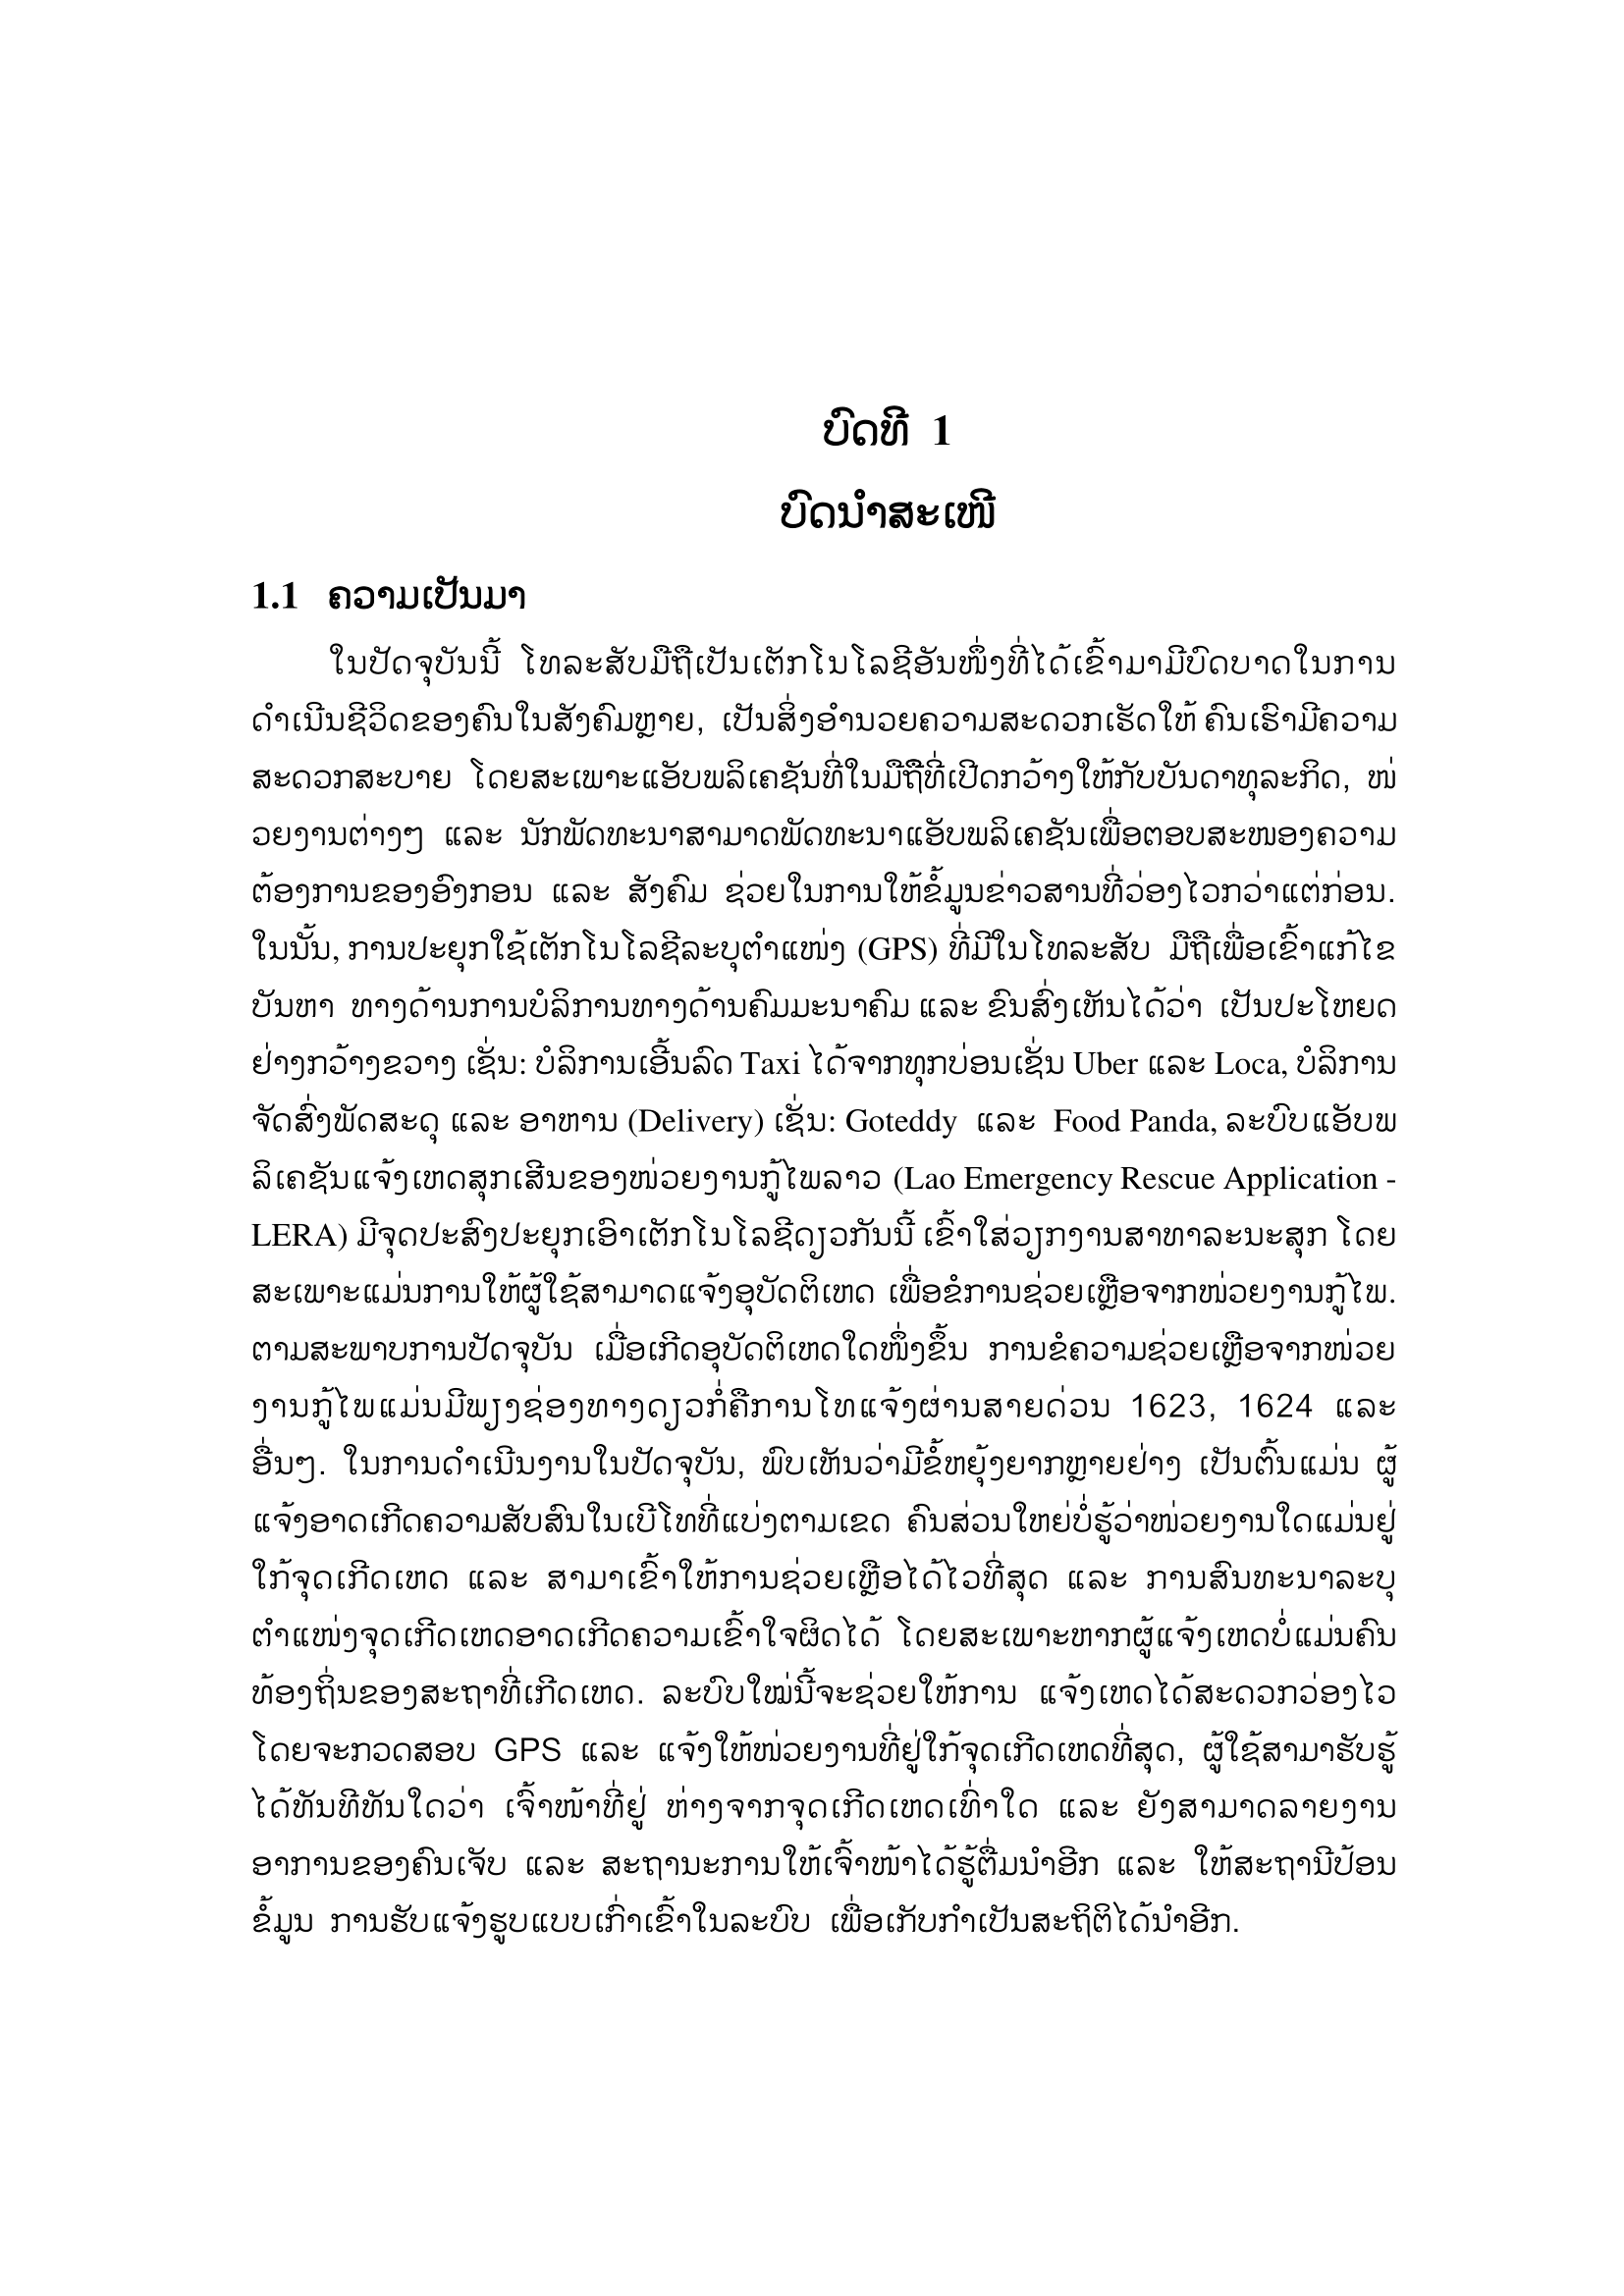 ບົດທີ 1
ບົດນໍາສະເໜີ
1.1 ຄວາມເປັນມາ
ໃນປັດຈຸບັນນີ້ ໂທລະສັບມືຖືເປັນເຕັກໂນໂລຊີອັນໜຶ່ງທີ່ໄດ້ເຂົ້າມາມີບົດບາດໃນການ
ດໍາເນີນຊີວິດຂອງຄົນໃນສັງຄົມຫຼາຍ, ເປັນສິ່ງອໍານວຍຄວາມສະດວກເຮັດໃຫ້ ຄົນເຮົາມີຄວາມ
ສະດວກສະບາຍ ໂດຍສະເພາະແອັບພລິເຄຊັນທີ່ໃນມືຖືທີ່ເປີດກວ້າງໃຫ້ກັບບັນດາທຸລະກິດ, ໜ່
ວຍງານຕ່າງໆ ແລະ ນັກພັດທະນາສາມາດພັດທະນາແອັບພລິເຄຊັນເພື່ອຕອບສະໜອງຄວາມ
ຕ້ອງການຂອງອົງກອນ ແລະ ສັງຄົມ ຊ່ວຍໃນການໃຫ້ຂໍ້ມູນຂ່າວສານທີ່ວ່ອງໄວກວ່າແຕ່ກ່ອນ.
ໃນນັ້ນ, ການປະຍຸກໃຊ້ເຕັກໂນໂລຊີລະບຸຕໍາແໜ່ງ (GPS) ທີ່ມີໃນໂທລະສັບ ມືຖືເພື່ອເຂົ້າແກ້ໄຂ
ບັນຫາ ທາງດ້ານການບໍລິການທາງດ້ານຄົມມະນາຄົມ ແລະ ຂົນສົ່ງເຫັນໄດ້ວ່າ ເປັນປະໂຫຍດ
ຢ່າງກວ້າງຂວາງ ເຊັ່ນ: ບໍລິການເອີ້ນລົດ Taxi ໄດ້ຈາກທຸກບ່ອນເຊັ່ນ Uber ແລະ Loca, ບໍລິການ
ຈັດສົ່ງພັດສະດຸ ແລະ ອາຫານ (Delivery) ເຊັ່ນ: Goteddy ແລະ Food Panda, ລະບົບແອັບພ
ລິເຄຊັນແຈ້ງເຫດສຸກເສີນຂອງໜ່ວຍງານກູ້ໄພລາວ (Lao Emergency Rescue Application -
LERA) ມີຈຸດປະສົງປະຍຸກເອົາເຕັກໂນໂລຊີດຽວກັນນີ້ ເຂົ້າໃສ່ວຽກງານສາທາລະນະສຸກ ໂດຍ
ສະເພາະແມ່ນການໃຫ້ຜູ້ໃຊ້ສາມາດແຈ້ງອຸບັດຕິເຫດ ເພື່ອຂໍການຊ່ວຍເຫຼືອຈາກໜ່ວຍງານກູ້ໄພ.
ຕາມສະພາບການປັດຈຸບັນ ເມື່ອເກີດອຸບັດຕິເຫດໃດໜຶ່ງຂຶ້ນ ການຂໍຄວາມຊ່ວຍເຫຼືອຈາກໜ່ວຍ
ງານກູ້ໄພແມ່ນມີພຽງຊ່ອງທາງດຽວກໍ່ຄືການໂທແຈ້ງຜ່ານສາຍດ່ວນ 1623, 1624 ແລະ
ອື່ນໆ. ໃນການດໍາເນີນງານໃນປັດຈຸບັນ, ພົບເຫັນວ່າມີຂໍ້ຫຍຸ້ງຍາກຫຼາຍຢ່າງ ເປັນຕົ້ນແມ່ນ ຜູ້
ແຈ້ງອາດເກີດຄວາມສັບສົນໃນເບີໂທທີ່ແບ່ງຕາມເຂດ ຄົນສ່ວນໃຫຍ່ບໍ່ຮູ້ວ່າໜ່ວຍງານໃດແມ່ນຢູ່
ໃກ້ຈຸດເກີດເຫດ ແລະ ສາມາເຂົ້າໃຫ້ການຊ່ວຍເຫຼືອໄດ້ໄວທີ່ສຸດ ແລະ ການສົນທະນາລະບຸ
ຕໍາແໜ່ງຈຸດເກີດເຫດອາດເກີດຄວາມເຂົ້າໃຈຜິດໄດ້ ໂດຍສະເພາະຫາກຜູ້ແຈ້ງເຫດບໍ່ແມ່ນຄົນ
ທ້ອງຖິ່ນຂອງສະຖາທີ່ເກີດເຫດ. ລະບົບໃໝ່ນີ້ຈະຊ່ວຍໃຫ້ການ ແຈ້ງເຫດໄດ້ສະດວກວ່ອງໄວ
ໂດຍຈະກວດສອບ GPS ແລະ ແຈ້ງໃຫ້ໜ່ວຍງານທີ່ຢູ່ໃກ້ຈຸດເກີດເຫດທີ່ສຸດ, ຜູ້ໃຊ້ສາມາຮັບຮູ້
ໄດ້ທັນທີທັນໃດວ່າ ເຈົ້າໜ້າທີ່ຢູ່ ຫ່າງຈາກຈຸດເກີດເຫດເທົ່າໃດ ແລະ ຍັງສາມາດລາຍງານ
ອາການຂອງຄົນເຈັບ ແລະ ສະຖານະການໃຫ້ເຈົ້າໜ້າໄດ້ຮູ້ຕື່ມນໍາອີກ ແລະ ໃຫ້ສະຖານີປ້ອນ
ຂໍ້ມູນ ການຮັບແຈ້ງຮູບແບບເກົ່າເຂົ້າໃນລະບົບ ເພື່ອເກັບກໍາເປັນສະຖິຕິໄດ້ນໍາອີກ.